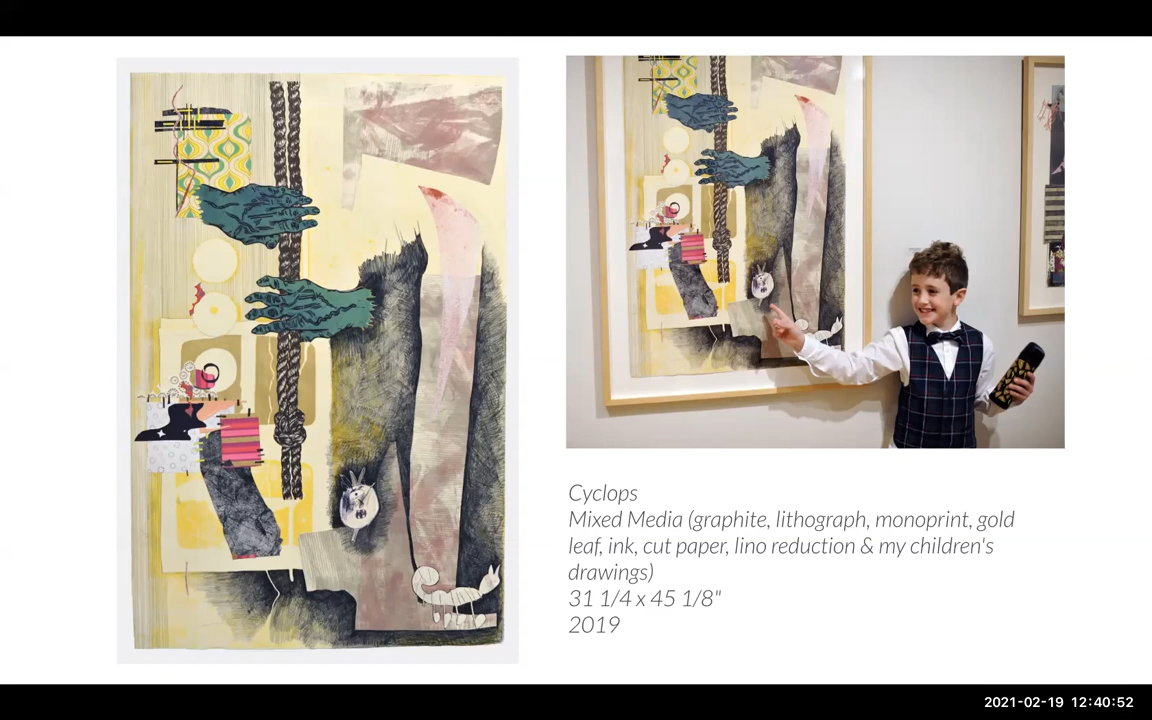 Cyclops
Mixed Media (graphite, lithograph, monoprint, gold
leaf, ink, cut paper, lino reduction & my children's
drawings)
31 1/4 x 45 1/8"
2019
2021-02-19 12:40:52